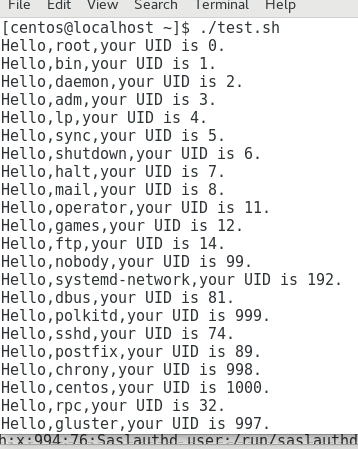 File Edit View Search Terminal Help
[centos@localhost ~]$ ./test.sh
Hello,root,your UID is 0.
Hello,bin,your UID is 1.
Hello,daemon,your UID is 2.
Hello,adm,your UID is 3.
Hello,lp,your UID is 4.
Hello,sync,your UID is 5.
Hello,shutdown,your UID is 6.
Hello,halt,your UID is 7.
Hello,mail,your UID is 8.
Hello,operator,your UID is 11.
Hello,games,your UID is 12.
Hello,ftp,your UID is 14.
Hello,nobody,your UID is 99.
Hello,systemd-network,your UID is 192.
Hello,dbus,your UID is 81.
Hello,polkitd,your UID is 999.
Hello,sshd,your UID is 74.
Hello,postfix,your UID is 89.
Hello,chrony,your UID is 998.
Hello,centos,your UID is 1000.
Hello,rpc,your UID is 32.
Hello,gluster,your UID is 997.
h:x:994:76:Saslauthd user:/run/saslauthd